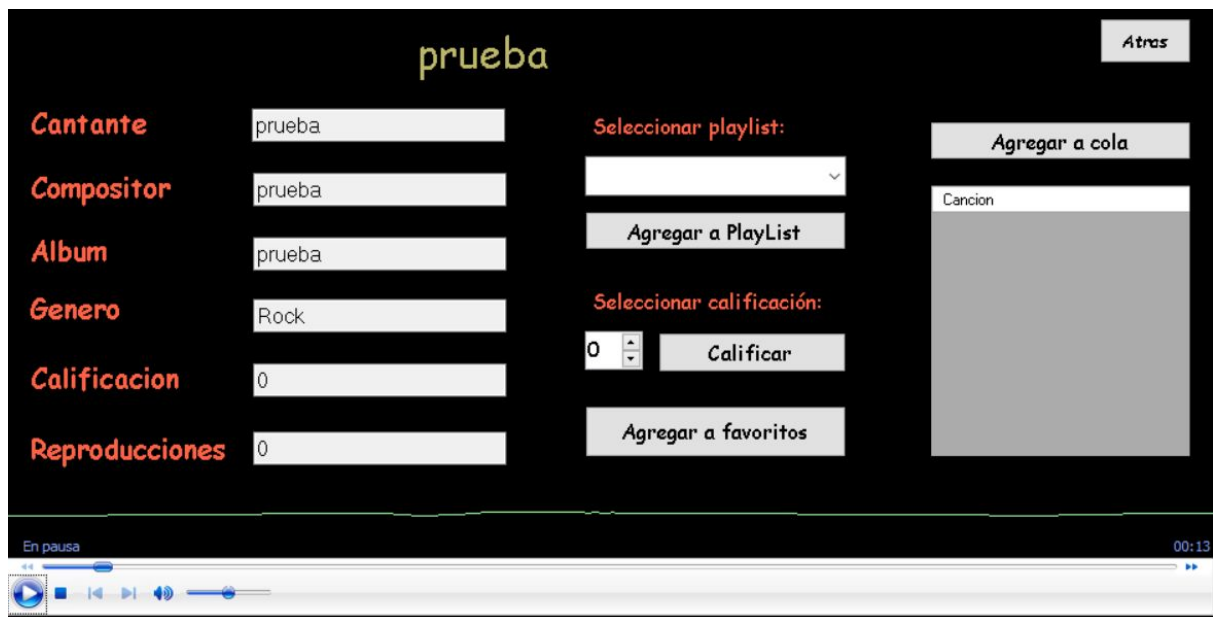 prueba
Atras
Cantante
prueba
Compositor
prueba
Album
prueba
Genero
Rock
Calificacion
0
Reproducciones
0
Seleccionar playlist:
Agregar a PlayList
Seleccionar calificación:
0
Calificar
Agregar a favoritos
Agregar a cola
Cancion
En pausa
00:13